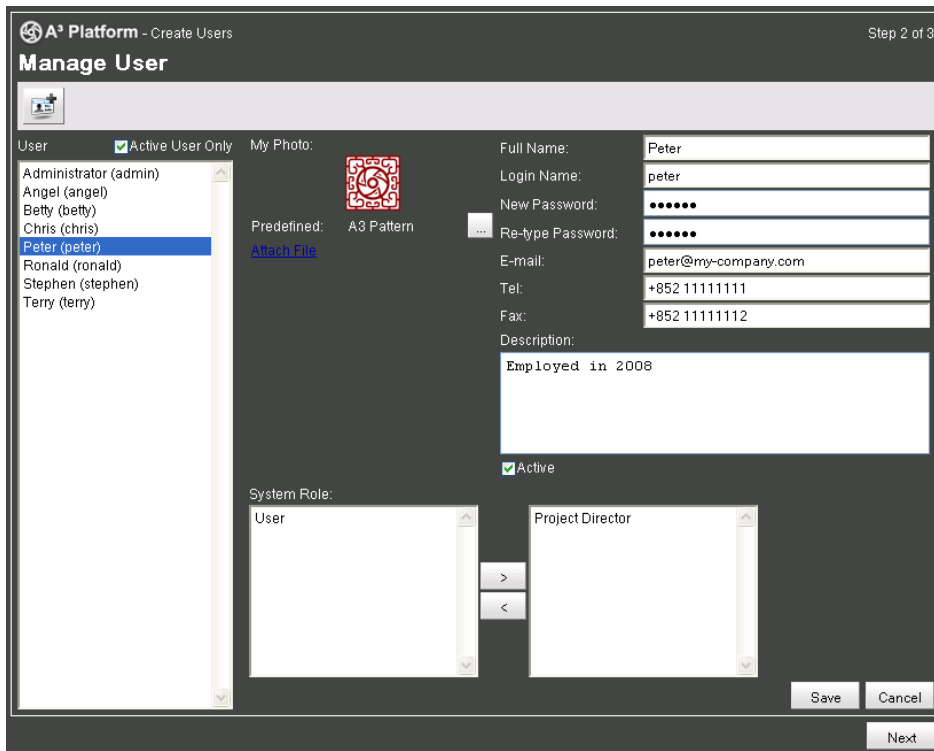 A³ Platform - Create Users
Step 2 of 3
Manage User
User
Active User Only
Administrator (admin)
Angel (angel)
Betty (betty)
Chris (chris)
Peter (peter)
Ronald (ronald)
Stephen (stephen)
Terry (terry)
My Photo:
Predefined: A3 Pattern ...
Attach File
Full Name: Peter
Login Name: peter
New Password: ••••••
Re-type Password: ••••••
E-mail: peter@my-company.com
Tel: +852 11111111
Fax: +852 11111112
Description:
Employed in 2008
Active
System Role:
User
>
<
Project Director
Save Cancel
Next